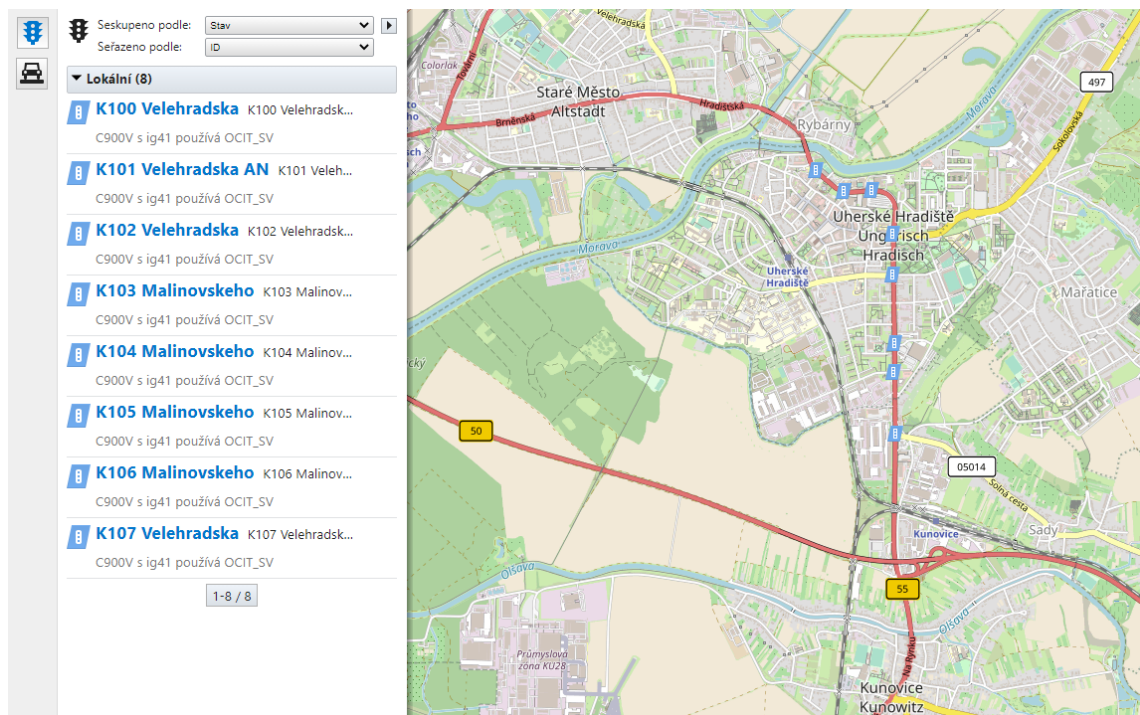 Seskupeno podle:
Stav
Seřazeno podle:
ID
Lokální (8)
K100 Velehradska K100 Velehradsk...
C900V s ig41 používá OCIT_SV
K101 Velehradska AN K101 Veleh...
C900V s ig41 používá OCIT_SV
K102 Velehradska K102 Velehradsk...
C900V s ig41 používá OCIT_SV
K103 Malinovskeho K103 Malinov...
C900V s ig41 používá OCIT_SV
K104 Malinovskeho K104 Malinov...
C900V s ig41 používá OCIT_SV
K105 Malinovskeho K105 Malinov...
C900V s ig41 používá OCIT_SV
K106 Malinovskeho K106 Malinov...
C900V s ig41 používá OCIT_SV
K107 Velehradska K107 Velehradsk...
C900V s ig41 používá OCIT_SV
1-8 / 8
Velehradská
Colorlak
Tovární
Staré Město
Altstadt
Brněnská
Hradišťská
Rybárny
Morava
497
Sokolovská
Uherské Hradiště
Ungarisch
Hradisch
Morava
Uherské
Hradiště
Mařatice
50
05014
Solná cesta
Sady
Kunovice
Olšava
55
Olšava
Na Rynku
Průmyslova
zóna KU28
Kunovice
Kunowitz